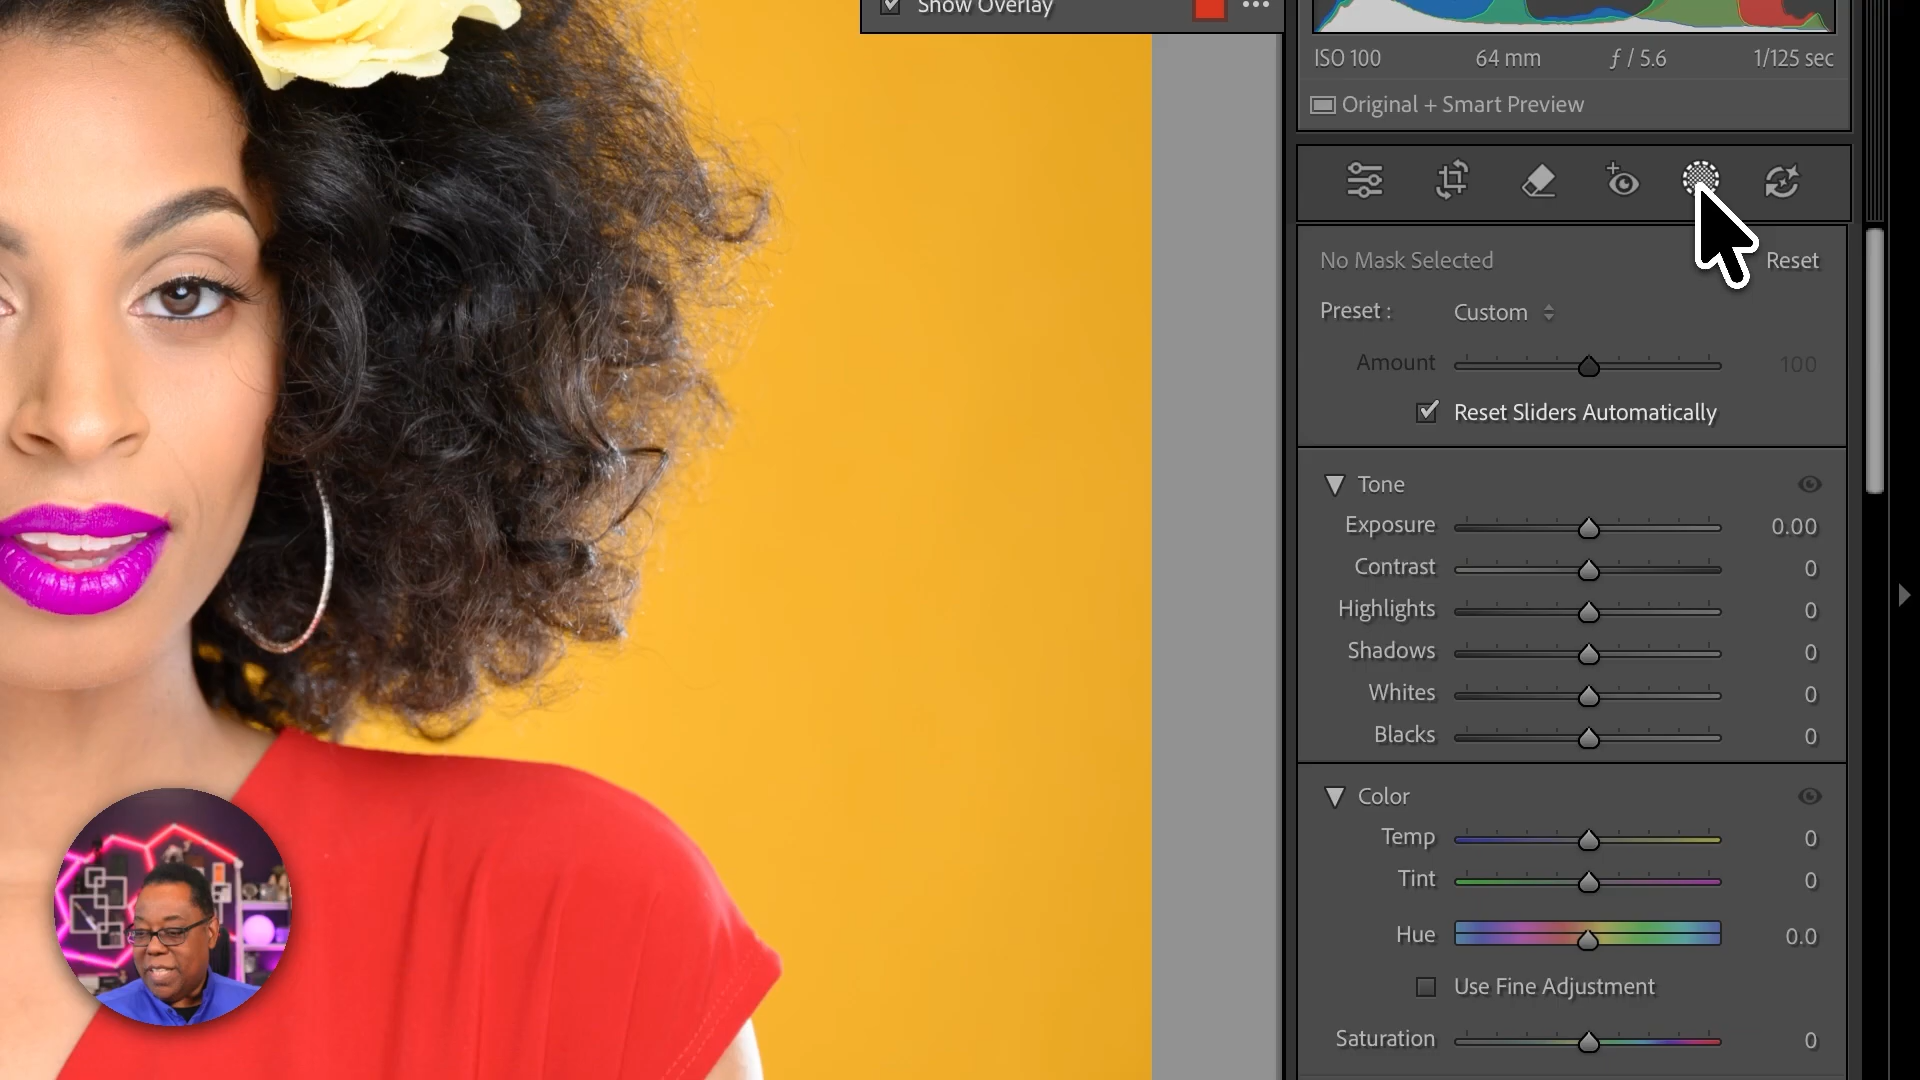 Show Overlay
ISO 100 64 mm ƒ / 5.6 1/125 sec
Original + Smart Preview
No Mask Selected Reset
Preset : Custom
Amount 100
Reset Sliders Automatically
Tone
Exposure 0.00
Contrast 0
Highlights 0
Shadows 0
Whites 0
Blacks 0
Color
Temp 0
Tint 0
Hue 0.0
Use Fine Adjustment
Saturation 0